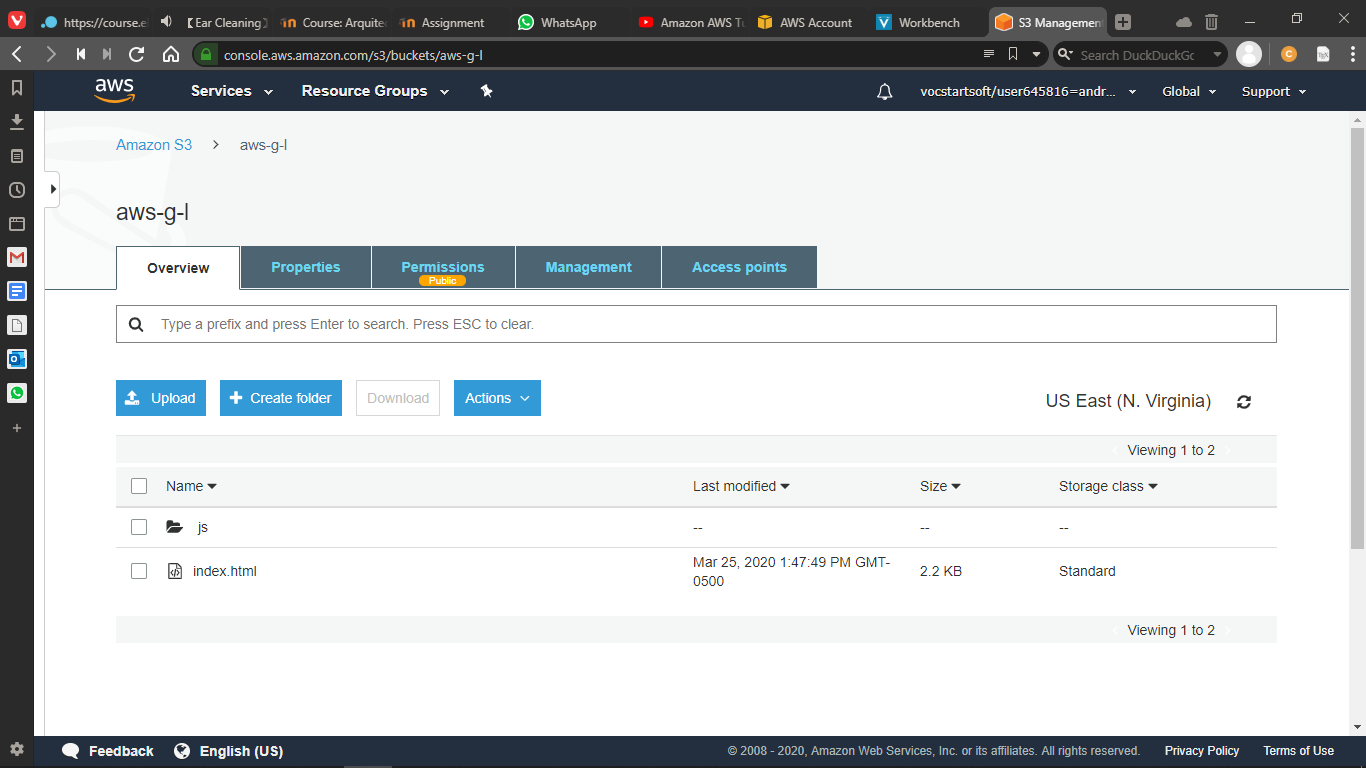 https://course.e
Ear Cleaning
Course: Arquite
Assignment
WhatsApp
Amazon AWS Tu
AWS Account
Workbench
S3 Managemen
console.aws.amazon.com/s3/buckets/aws-g-l
Search DuckDuckGo
aws
Services
Resource Groups
vocstartsoft/user645816=andr...
Global
Support
Amazon S3 > aws-g-l
aws-g-l
Overview
Properties
Permissions
Public
Management
Access points
Type a prefix and press Enter to search. Press ESC to clear.
Upload
Create folder
Download
Actions
US East (N. Virginia)
Viewing 1 to 2
Name
Last modified
Size
Storage class
js
--
--
--
index.html
Mar 25, 2020 1:47:49 PM GMT-
0500
2.2 KB
Standard
Viewing 1 to 2
Feedback
English (US)
© 2008 - 2020, Amazon Web Services, Inc. or its affiliates. All rights reserved.
Privacy Policy
Terms of Use